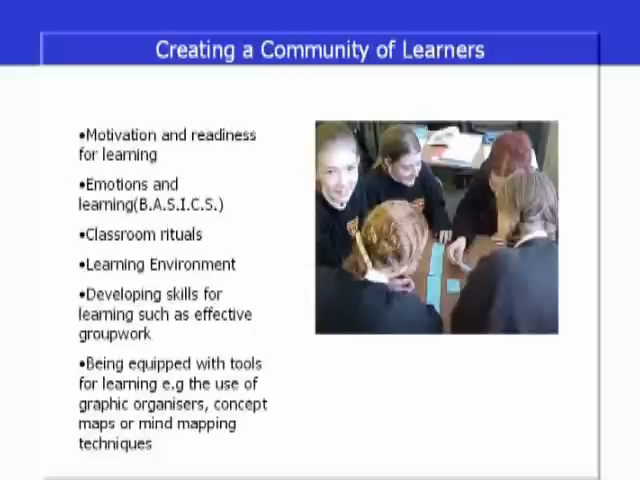 Creating a Community of Learners
•Motivation and readiness
for learning
•Emotions and
learning(B.A.S.I.C.S.)
•Classroom rituals
•Learning Environment
•Developing skills for
learning such as effective
groupwork
•Being equipped with tools
for learning e.g the use of
graphic organisers, concept
maps or mind mapping
techniques